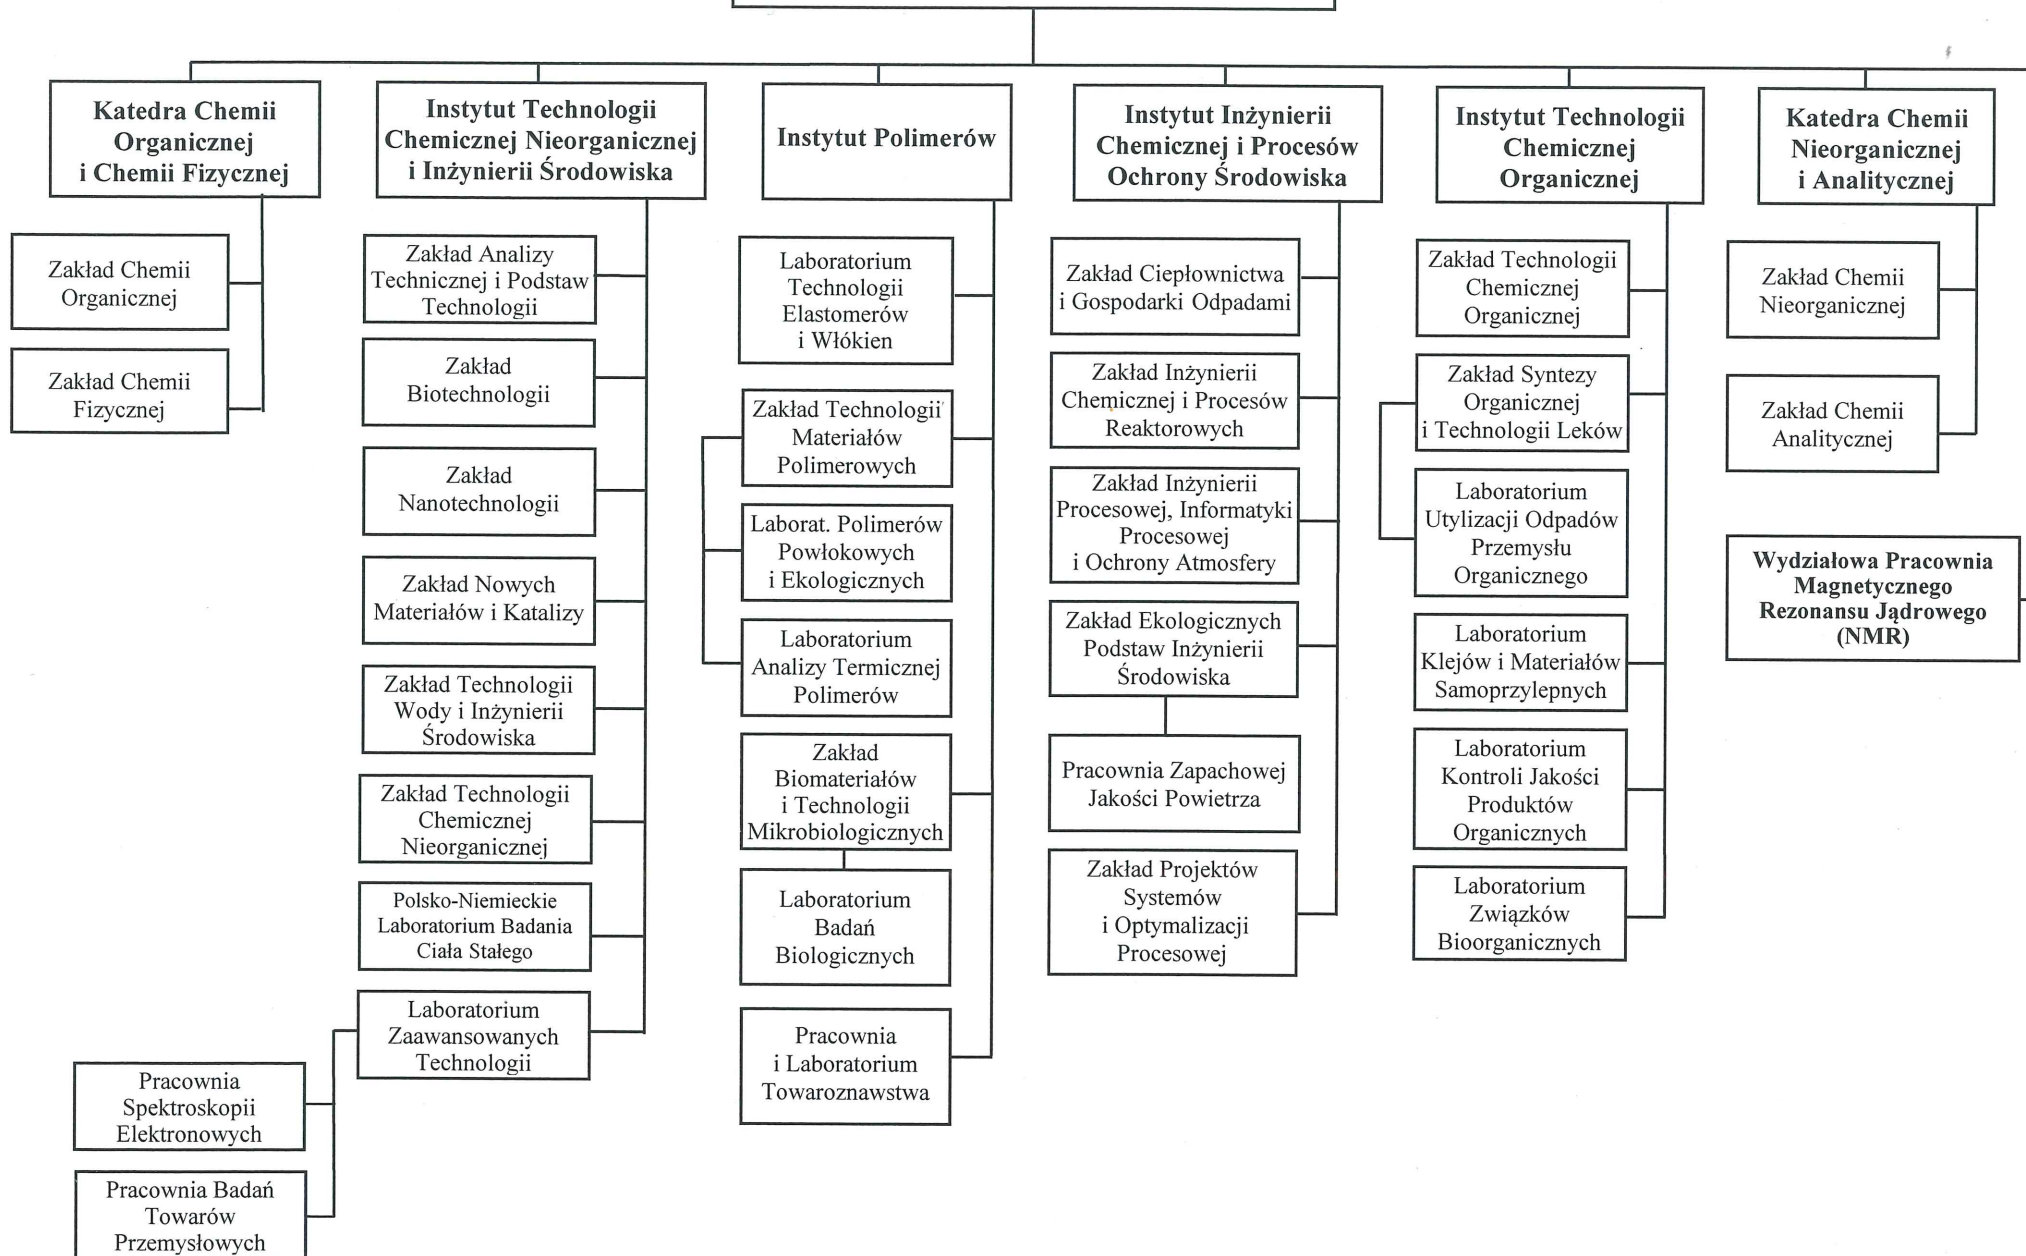 Katedra Chemii
Organicznej
i Chemii Fizycznej
Zakład Chemii
Organicznej
Zakład Chemii
Fizycznej
Instytut Technologii
Chemicznej Nieorganicznej
i Inżynierii Środowiska
Zakład Analizy
Technicznej i Podstaw
Technologii
Zakład
Biotechnologii
Zakład
Nanotechnologii
Zakład Nowych
Materiałów i Katalizy
Zakład Technologii
Wody i Inżynierii
Środowiska
Zakład Technologii
Chemicznej
Nieorganicznej
Polsko-Niemieckie
Laboratorium Badania
Ciała Stałego
Laboratorium
Zaawansowanych
Technologii
Pracownia
Spektroskopii
Elektronowych
Pracownia Badań
Towarów
Przemysłowych
Instytut Polimerów
Laboratorium
Technologii
Elastomerów
i Włókien
Zakład Technologii
Materiałów
Polimerowych
Laborat. Polimerów
Powłokowych
i Ekologicznych
Laboratorium
Analizy Termicznej
Polimerów
Zakład
Biomateriałów
i Technologii
Mikrobiologicznych
Laboratorium
Badań
Biologicznych
Pracownia
i Laboratorium
Towaroznawstwa
Instytut Inżynierii
Chemicznej i Procesów
Ochrony Środowiska
Zakład Ciepłownictwa
i Gospodarki Odpadami
Zakład Inżynierii
Chemicznej i Procesów
Reaktorowych
Zakład Inżynierii
Procesowej, Informatyki
Procesowej
i Ochrony Atmosfery
Zakład Ekologicznych
Podstaw Inżynierii
Środowiska
Pracownia Zapachowej
Jakości Powietrza
Zakład Projektów
Systemów
i Optymalizacji
Procesowej
Instytut Technologii
Chemicznej
Organicznej
Zakład Technologii
Chemicznej
Organicznej
Zakład Syntezy
Organicznej
i Technologii Leków
Laboratorium
Utylizacji Odpadów
Przemysłu
Organicznego
Laboratorium
Klejów i Materiałów
Samoprzylepnych
Laboratorium
Kontroli Jakości
Produktów
Organicznych
Laboratorium
Związków
Bioorganicznych
Katedra Chemii
Nieorganicznej
i Analitycznej
Zakład Chemii
Nieorganicznej
Zakład Chemii
Analitycznej
Wydziałowa Pracownia
Magnetycznego
Rezonansu Jądrowego
(NMR)